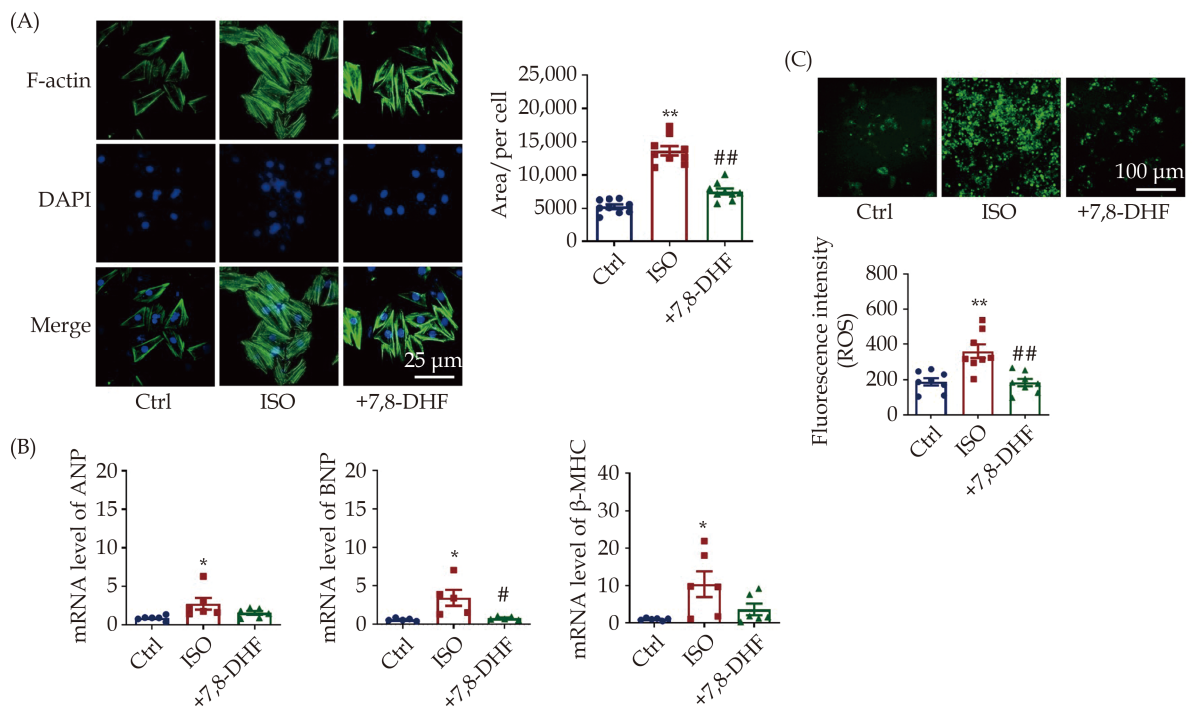 (A)
F-actin
DAPI
Merge
25 μm
Ctrl
ISO
+7,8-DHF
Area/per cell
25,000
20,000
15,000
10,000
5000
0
**
##
Ctrl
ISO
+7,8-DHF
(C)
100 μm
Ctrl
ISO
+7,8-DHF
Fluorescence intensity
(ROS)
800
600
400
200
0
**
##
Ctrl
ISO
+7,8-DHF
(B)
mRNA level of ANP
20
15
10
5
0
*
Ctrl
ISO
+7,8-DHF
mRNA level of BNP
20
15
10
5
0
*
#
Ctrl
ISO
+7,8-DHF
mRNA level of β-MHC
40
30
20
10
0
*
Ctrl
ISO
+7,8-DHF